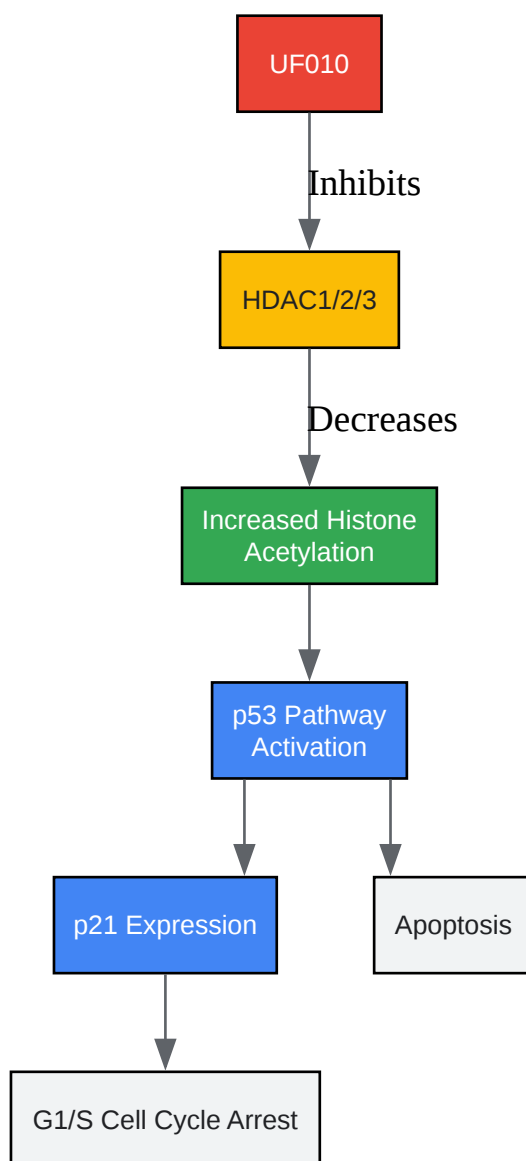 UF010
Inhibits
HDAC1/2/3
Decreases
Increased Histone
Acetylation
p53 Pathway
Activation
p21 Expression
Apoptosis
G1/S Cell Cycle Arrest